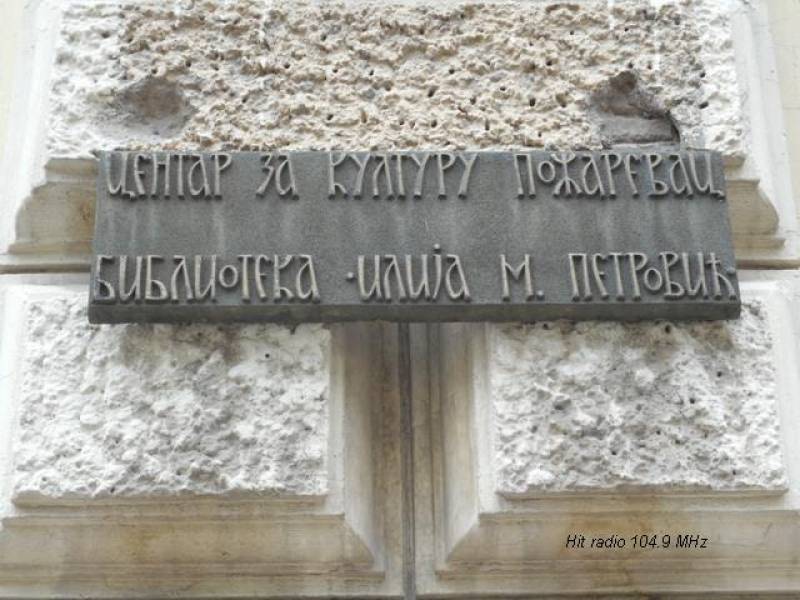 ЦЕНТАР ЗА КУЛТУРУ ПОЖАРЕВАЦ
БИБЛИОТЕКА ·ИЛИЈА М. ПЕТРОВИЋ·
Hit radio 104.9 MHz